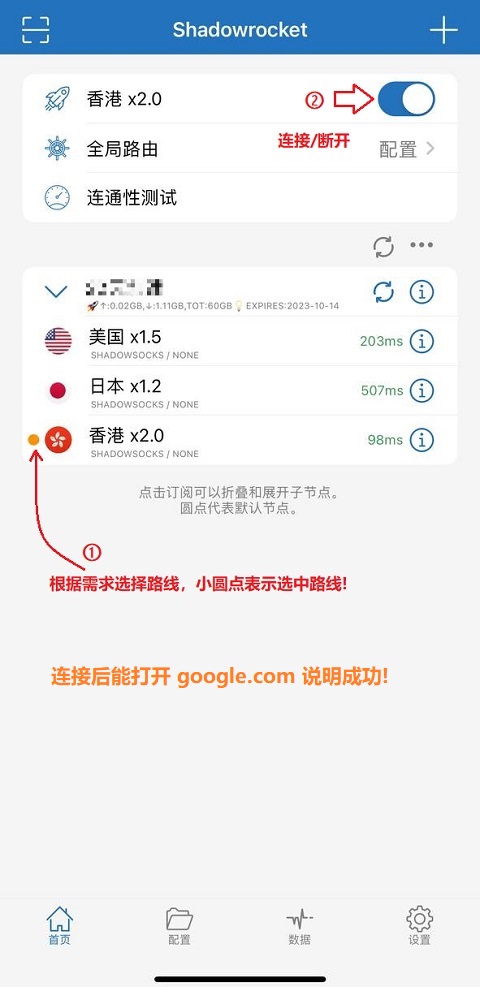 Shadowrocket
香港 x2.0
②
连接/断开
全局路由
配置
连通性测试
🚀↑:0.02GB,↓:1.11GB,TOT:60GB💡EXPIRES:2023-10-14
美国 x1.5
203ms
SHADOWSOCKS / NONE
日本 x1.2
507ms
SHADOWSOCKS / NONE
香港 x2.0
98ms
SHADOWSOCKS / NONE
点击订阅可以折叠和展开子节点。
圆点代表默认节点。
①
根据需求选择路线，小圆点表示选中路线!
连接后能打开 google.com 说明成功!
首页
配置
数据
设置